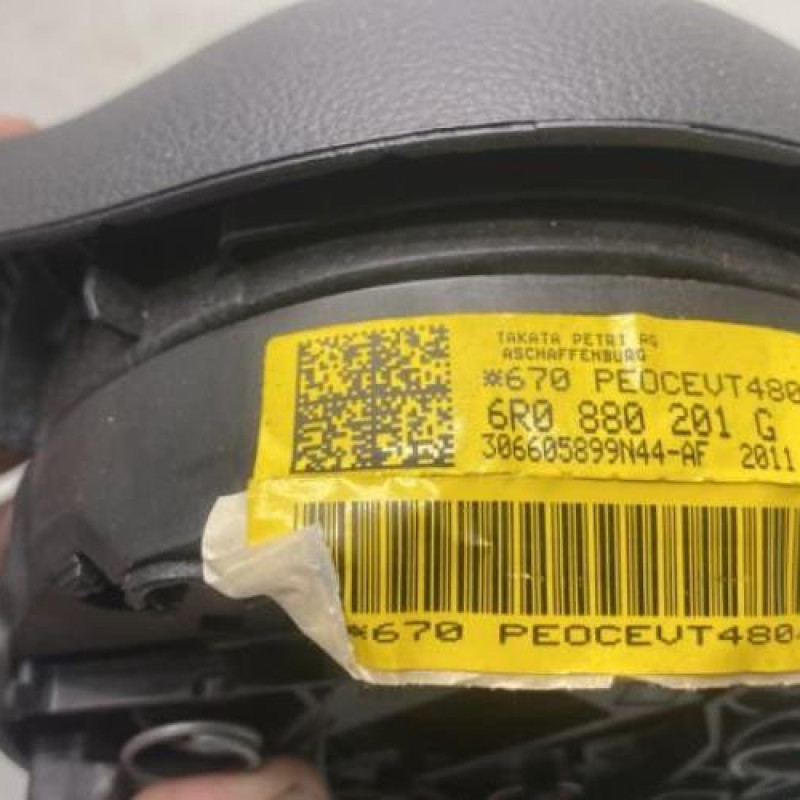 TAKATA PETRI AG
ASCHAFFENBURG
*670 PEOCEVT480
6R0 880 201 G
306605899N44-AF 2011
*670 PEOCEVT480